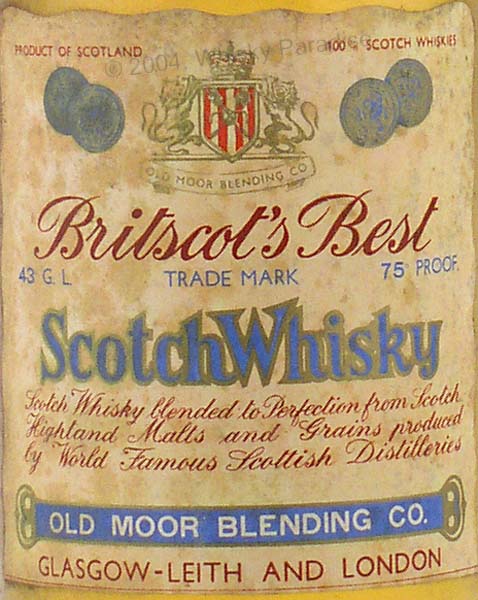 PRODUCT OF SCOTLAND
100% SCOTCH WHISKIES
© 2004, Whisky Paradise
OLD MOOR BLENDING CO
Britscot's Best
43 G.L.
TRADE MARK
75 PROOF.
Scotch Whisky
Scotch Whisky blended to Perfection from Scotch
Highland Malts and Grains produced
by World Famous Scottish Distilleries
OLD MOOR BLENDING CO.
GLASGOW-LEITH AND LONDON